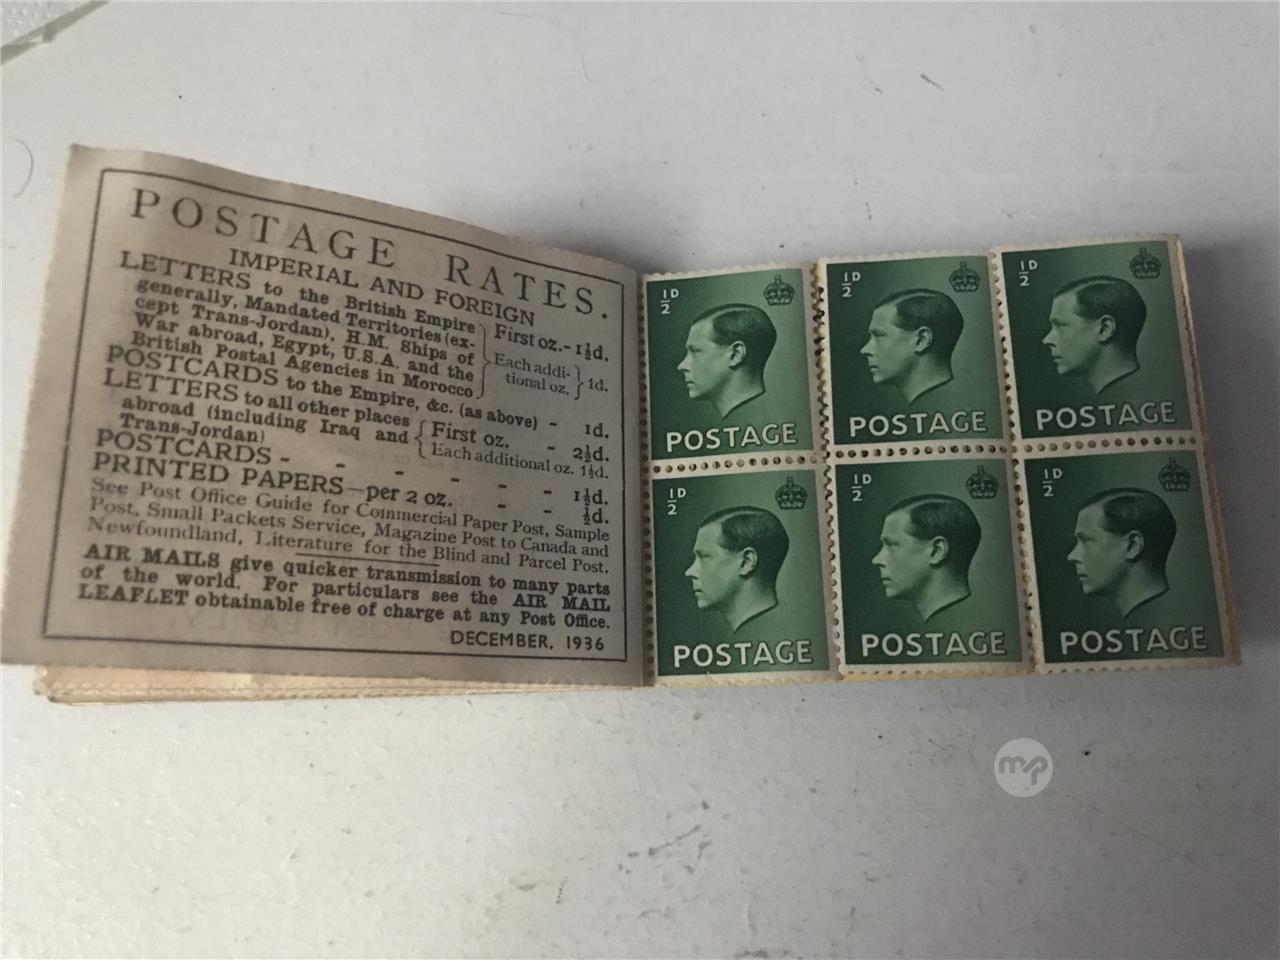 POSTAGE RATES.
IMPERIAL AND FOREIGN
LETTERS to the British Empire
generally, Mandated Territories (ex-
cept Trans-Jordan), H.M. Ships of
War abroad, Egypt, U.S.A. and the
British Postal Agencies in Morocco
First oz. - 1½d.
Each addi-
tional oz. 1d.
POSTCARDS to the Empire, &c. (as above) - 1d.
LETTERS to all other places
abroad (including Iraq and
Trans-Jordan)
First oz. - 2½d.
Each additional oz. 1½d.
POSTCARDS - - - - - - 1½d.
PRINTED PAPERS—per 2 oz. - - ½d.
See Post Office Guide for Commercial Paper Post, Sample
Post, Small Packets Service, Magazine Post to Canada and
Newfoundland, Literature for the Blind and Parcel Post.
AIR MAILS give quicker transmission to many parts
of the world. For particulars see the AIR MAIL
LEAFLET obtainable free of charge at any Post Office.
DECEMBER, 1936
½D
POSTAGE
½D
POSTAGE
½D
POSTAGE
½D
POSTAGE
½D
POSTAGE
½D
POSTAGE
mp